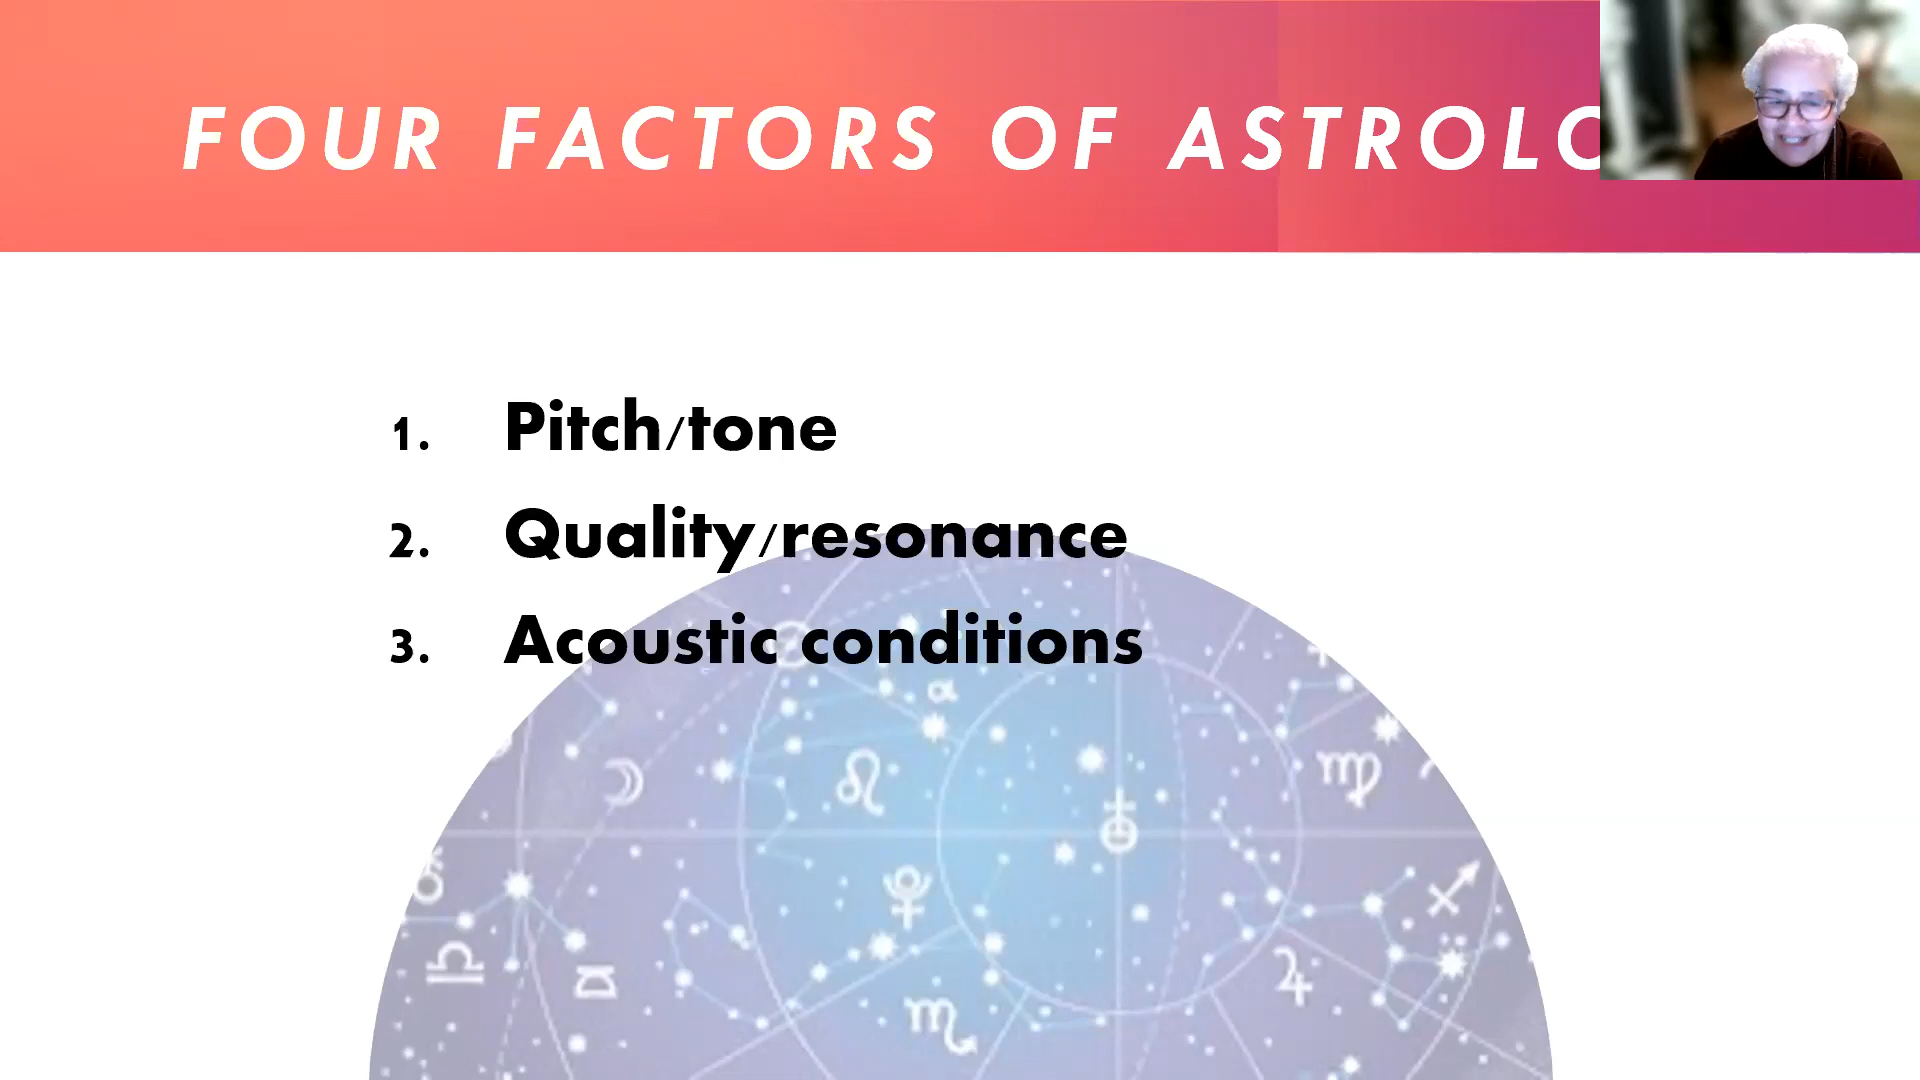 FOUR FACTORS OF ASTROLO
1. Pitch/tone
2. Quality/resonance
3. Acoustic conditions
α